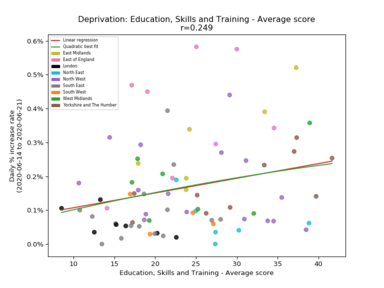 Deprivation: Education, Skills and Training - Average score
r=0.249
Daily % increase rate
(2020-06-14 to 2020-06-21)
0.6%
0.5%
0.4%
0.3%
0.2%
0.1%
0.0%
Linear regression
Quadratic best fit
East Midlands
East of England
London
North East
North West
South East
South West
West Midlands
Yorkshire and The Humber
10 15 20 25 30 35 40
Education, Skills and Training - Average score